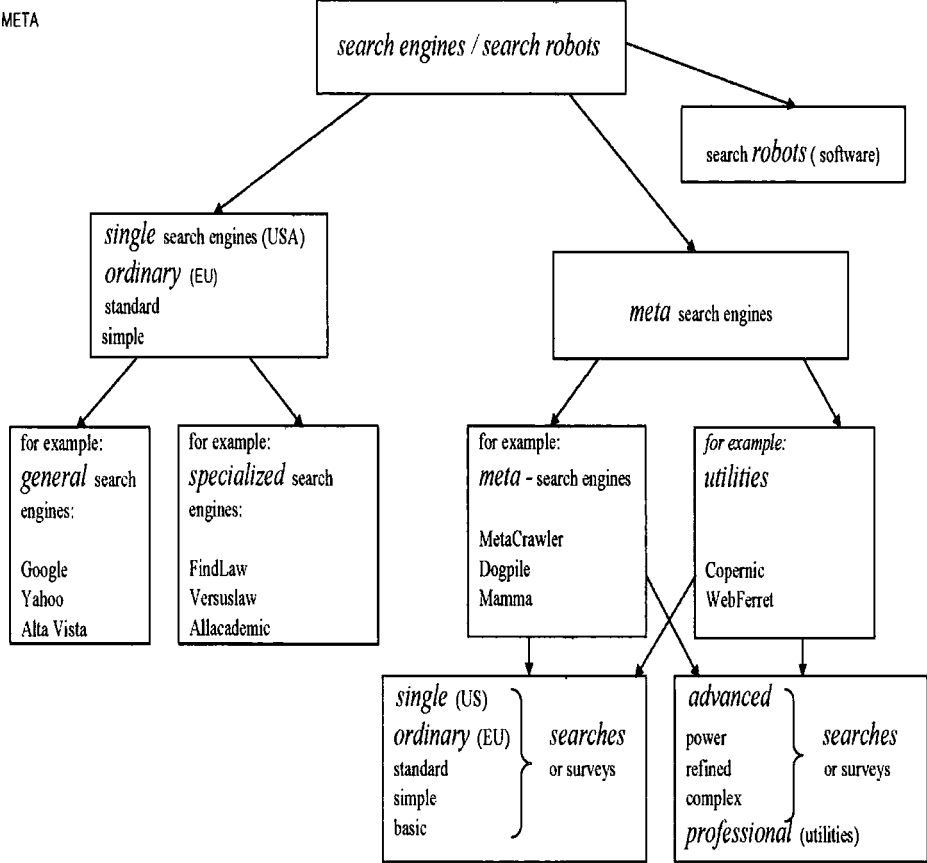 META
search engines / search robots
search robots ( software)
single search engines (USA)
ordinary (EU)
standard
simple
meta search engines
for example:
general search
engines:
Google
Yahoo
Alta Vista
for example:
specialized search
engines:
FindLaw
Versuslaw
Allacademic
for example:
meta - search engines
MetaCrawler
Dogpile
Mamma
for example:
utilities
Copernic
WebFerret
single (US)
ordinary (EU)
standard
simple
basic
searches
or surveys
advanced
power
refined
complex
professional (utilities)
searches
or surveys